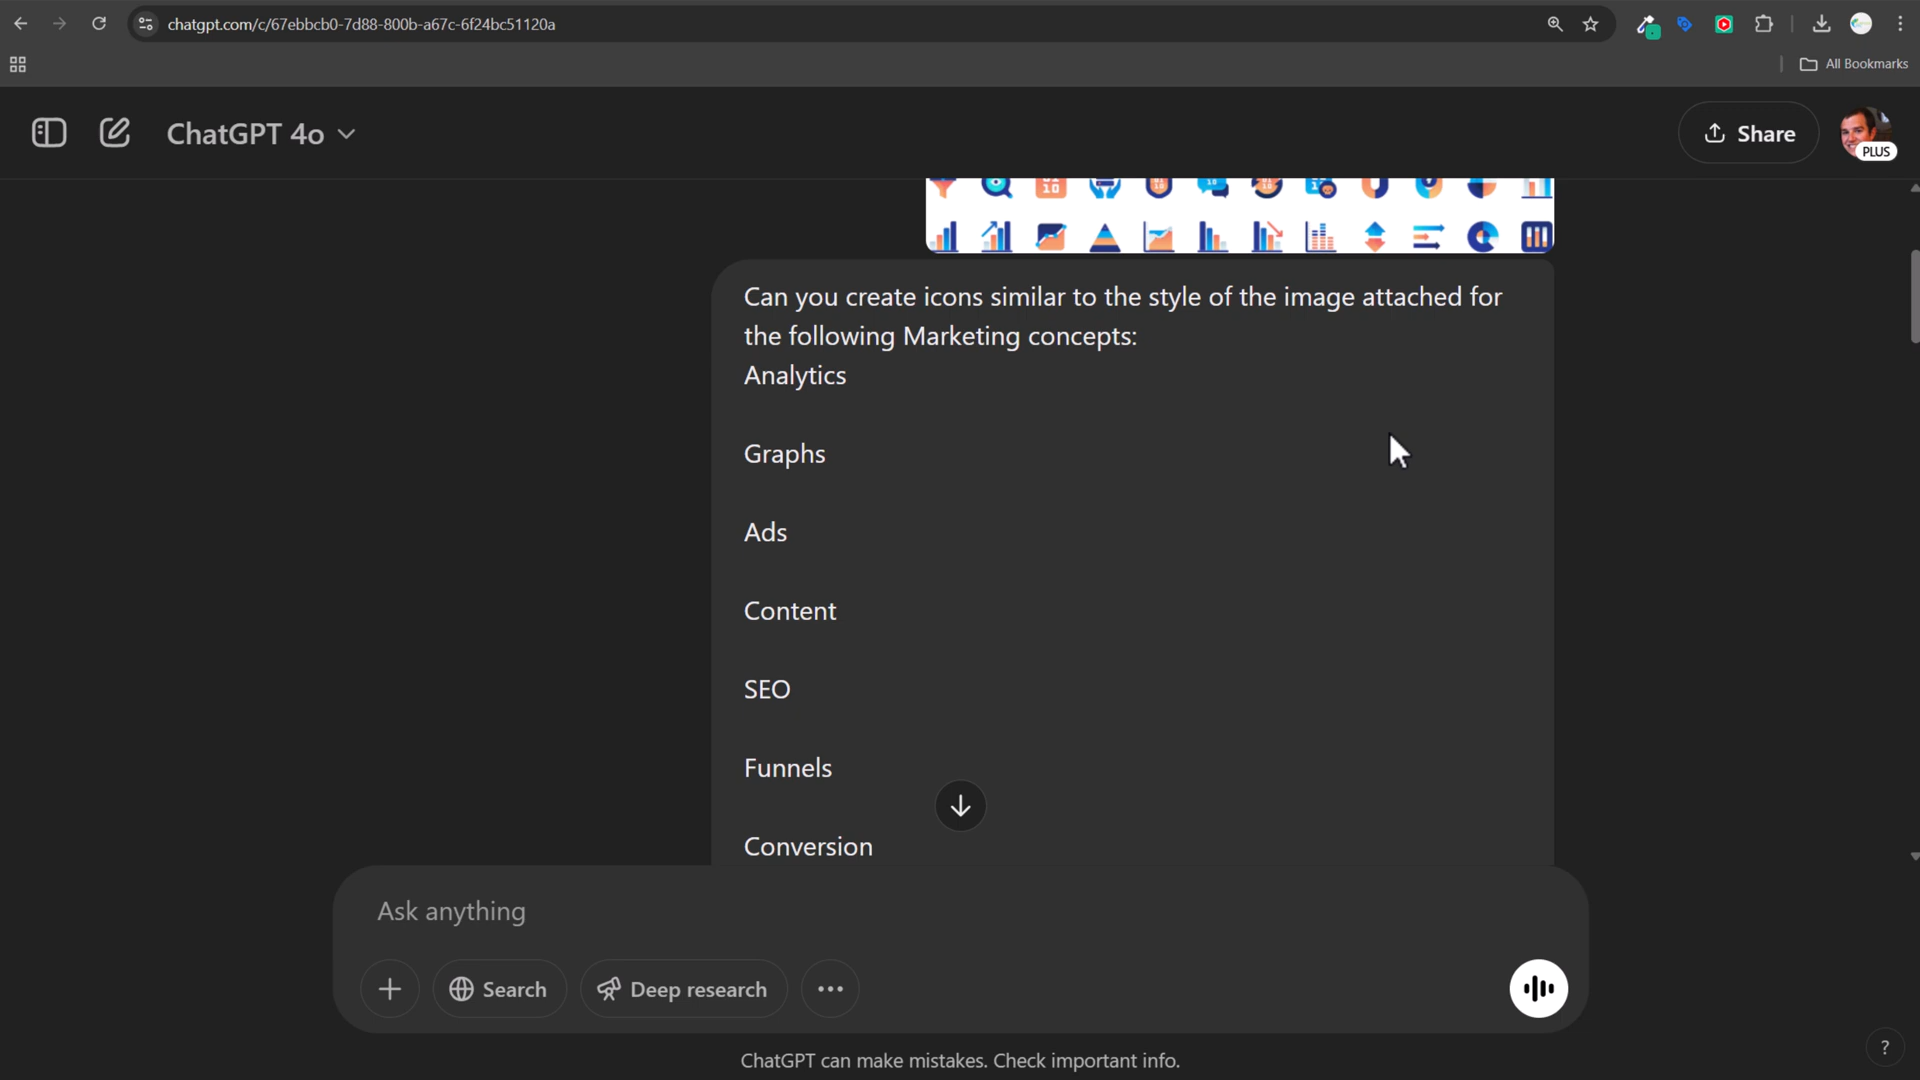 chatgpt.com/c/67ebbcb0-7d88-800b-a67c-6f24bc51120a
All Bookmarks
ChatGPT 4o
Share
PLUS
Can you create icons similar to the style of the image attached for
the following Marketing concepts:
Analytics
Graphs
Ads
Content
SEO
Funnels
Conversion
Ask anything
Search
Deep research
ChatGPT can make mistakes. Check important info.
?